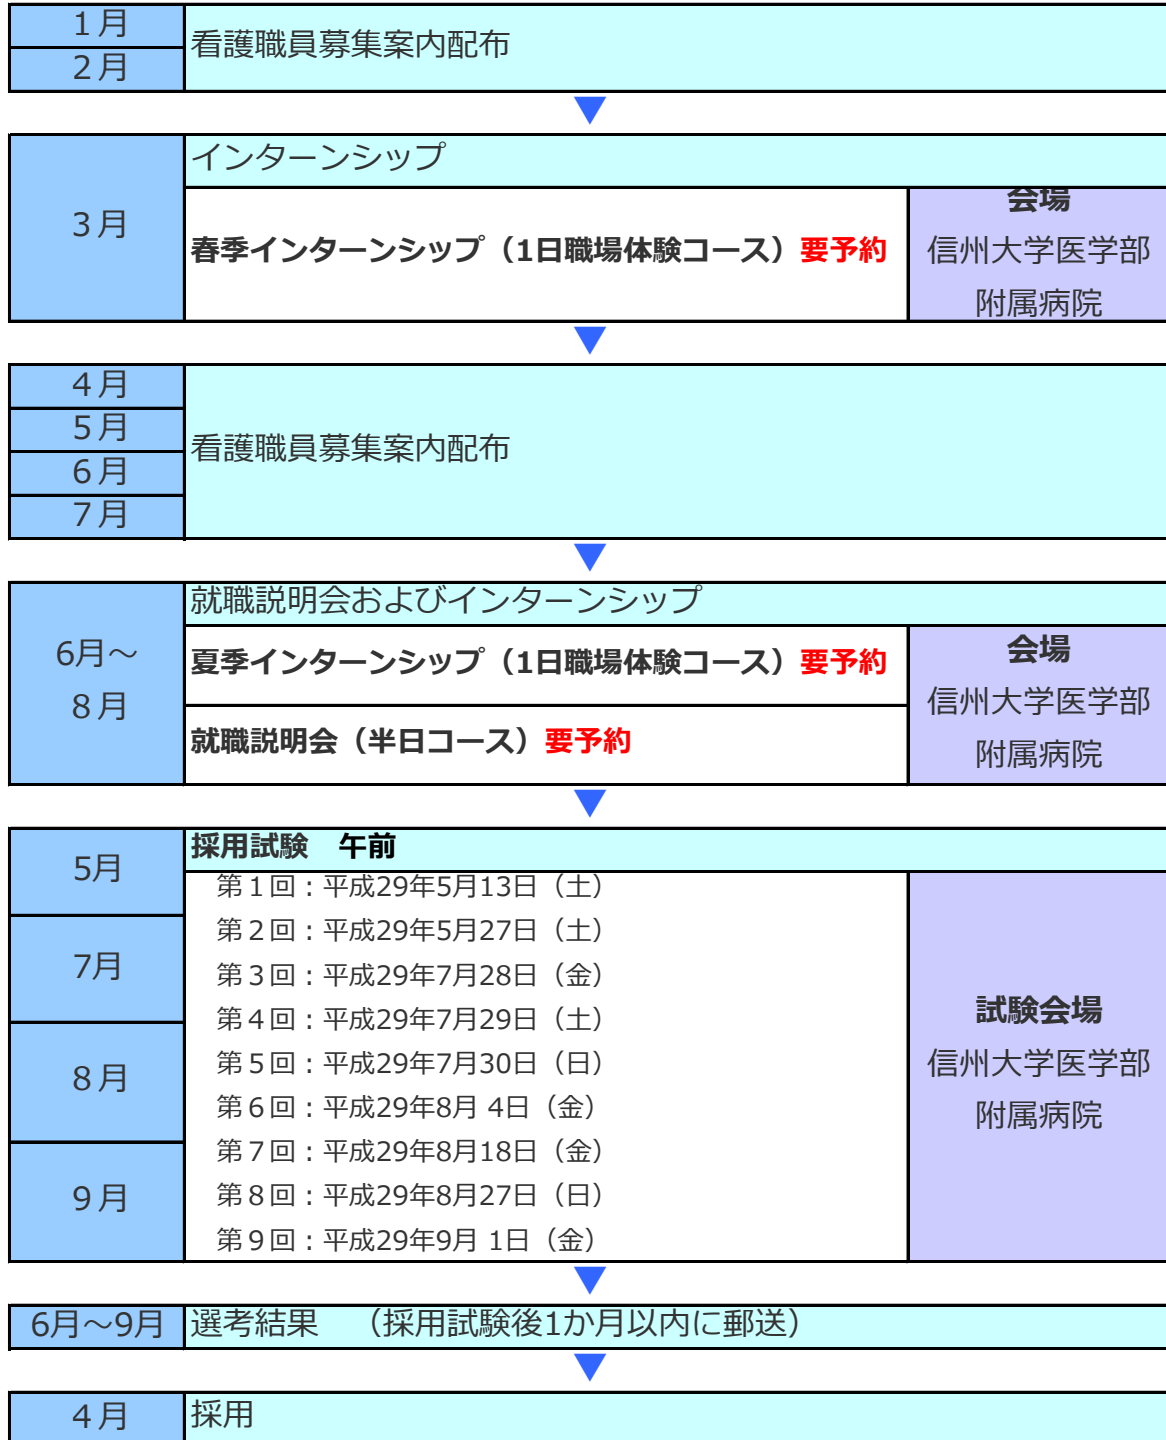 １月
２月
看護職員募集案内配布
３月
インターンシップ
春季インターンシップ（1日職場体験コース）要予約
会場
信州大学医学部
附属病院
４月
５月
６月
７月
看護職員募集案内配布
6月～
８月
就職説明会およびインターンシップ
夏季インターンシップ（1日職場体験コース）要予約
就職説明会（半日コース）要予約
会場
信州大学医学部
附属病院
5月
7月
８月
９月
採用試験　午前
第１回：平成29年5月13日（土）
第２回：平成29年5月27日（土）
第３回：平成29年7月28日（金）
第４回：平成29年7月29日（土）
第５回：平成29年7月30日（日）
第６回：平成29年8月 4日（金）
第７回：平成29年8月18日（金）
第８回：平成29年8月27日（日）
第９回：平成29年9月 1日（金）
試験会場
信州大学医学部
附属病院
6月～9月
選考結果　（採用試験後1か月以内に郵送）
４月
採用